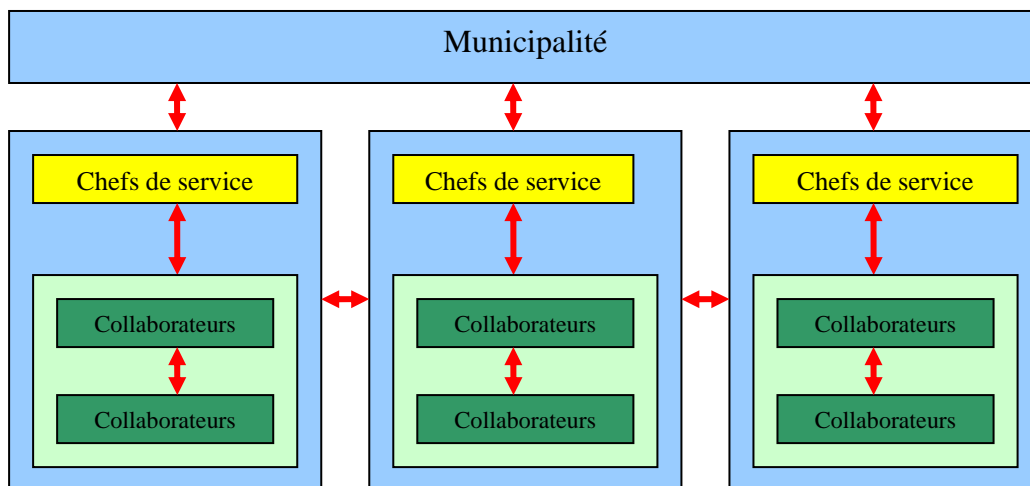 Municipalité
Chefs de service
Chefs de service
Chefs de service
Collaborateurs
Collaborateurs
Collaborateurs
Collaborateurs
Collaborateurs
Collaborateurs